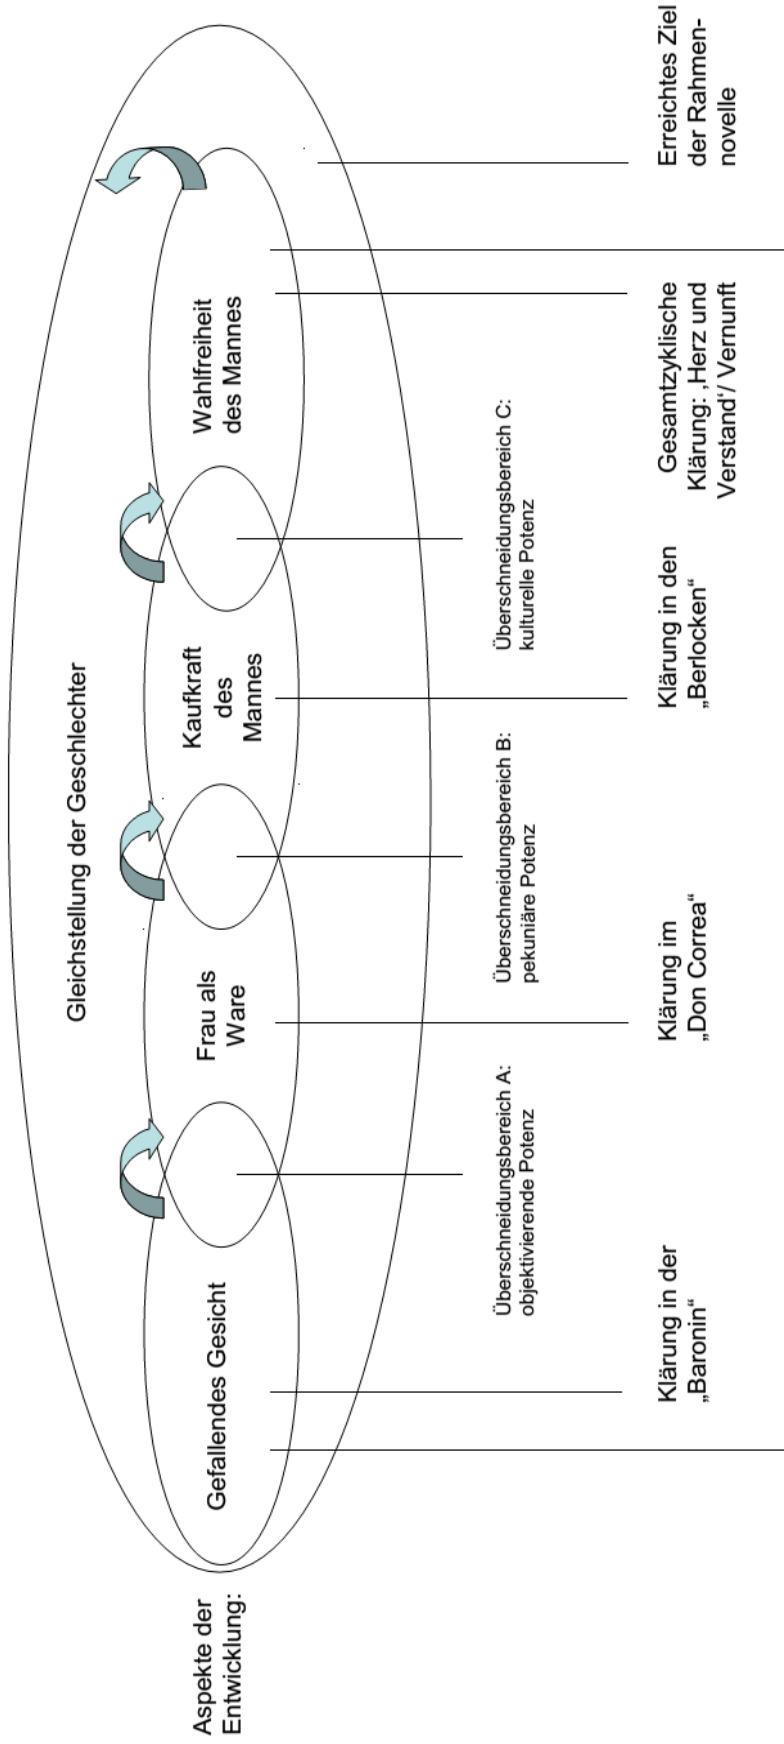 Gleichstellung der Geschlechter
Aspekte der
Entwicklung:
Gefallendes Gesicht
Frau als
Ware
Kaufkraft
des
Mannes
Wahlfreiheit
des Mannes
Überschneidungsbereich A:
objektivierende Potenz
Überschneidungsbereich B:
pekuniäre Potenz
Überschneidungsbereich C:
kulturelle Potenz
Klärung in der
„Baronin“
Klärung im
„Don Correa“
Klärung in den
„Berlocken“
Gesamtzyklische
Klärung: ‚Herz und
Verstand‘/ Vernunft
Erreichtes Ziel
der Rahmen-
novelle